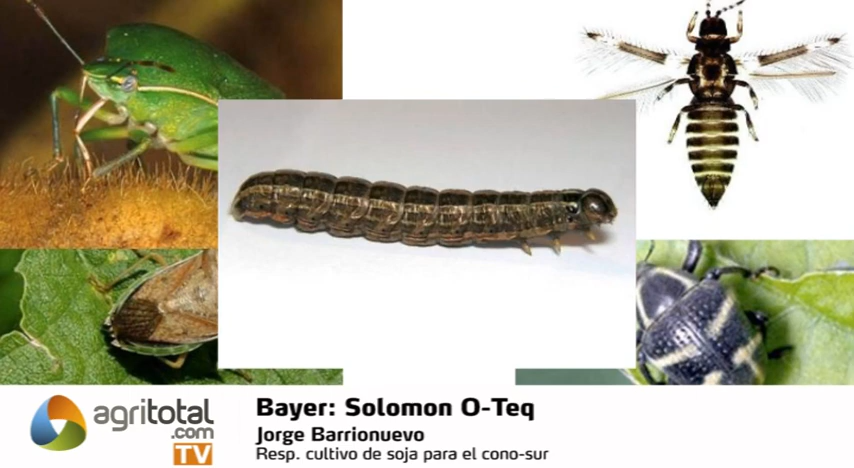 agritotal
.com
TV
Bayer: Solomon O-Teq
Jorge Barrionuevo
Resp. cultivo de soja para el cono-sur